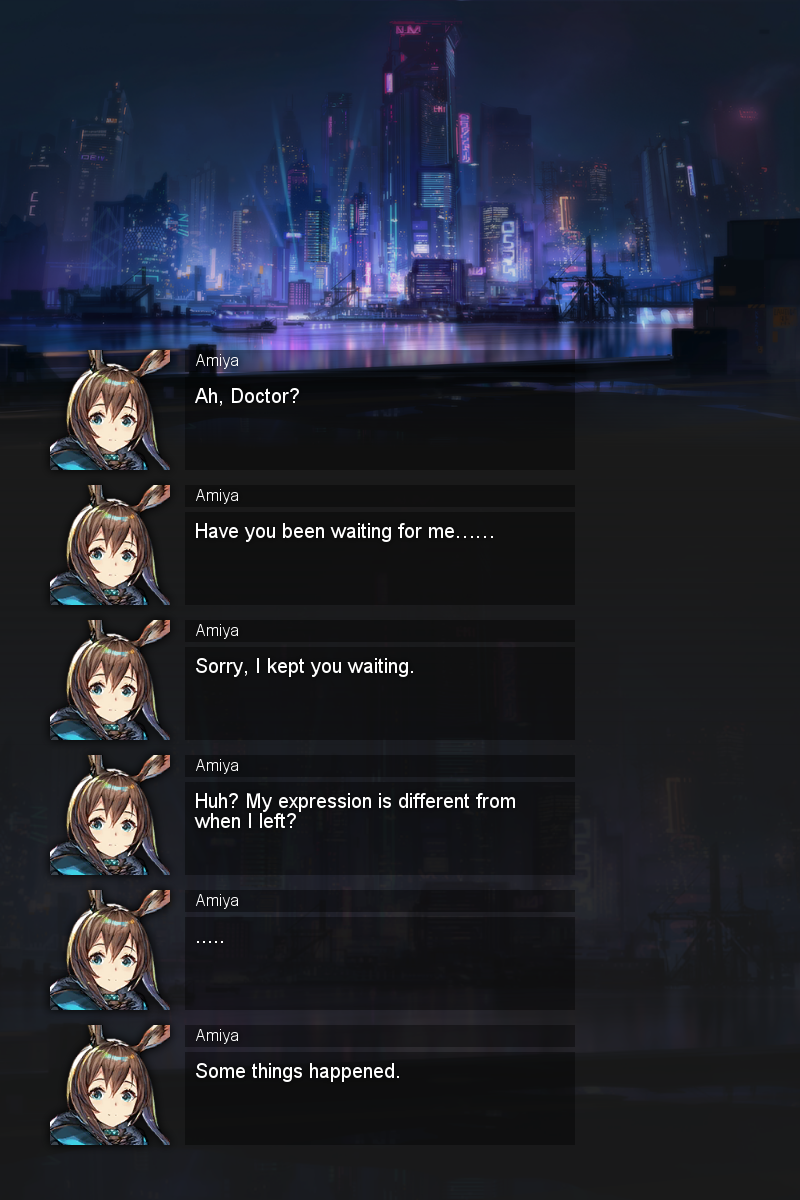 Amiya
Ah, Doctor?
Amiya
Have you been waiting for me……
Amiya
Sorry, I kept you waiting.
Amiya
Huh? My expression is different from
when I left?
Amiya
.....
Amiya
Some things happened.